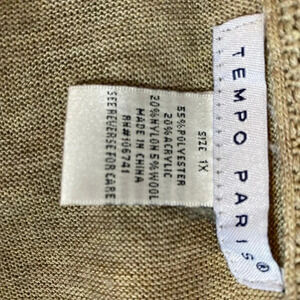 TEMPO PARIS®
SIZE 1X
55%POLYESTER
20%ACRYLIC
20%NYLON 5%WOOL
MADE IN CHINA
RN#106741
SEE REVERSE FOR CARE